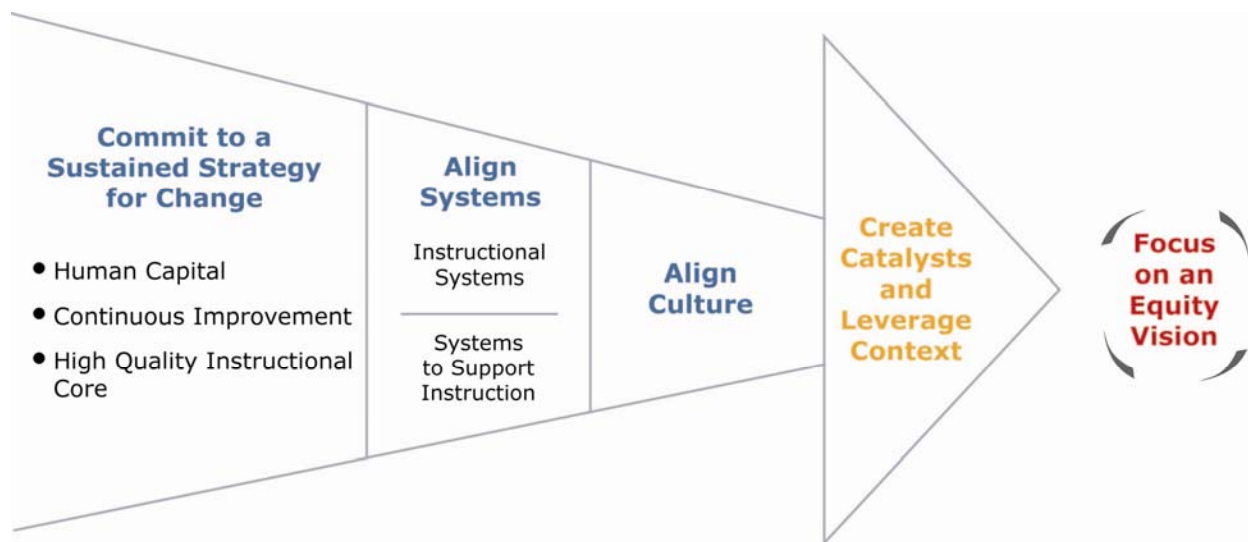 Commit to a
Sustained Strategy
for Change
• Human Capital
• Continuous Improvement
• High Quality Instructional
Core
Align
Systems
Instructional
Systems
Systems
to Support
Instruction
Align
Culture
Create
Catalysts
and
Leverage
Context
Focus
on an
Equity
Vision